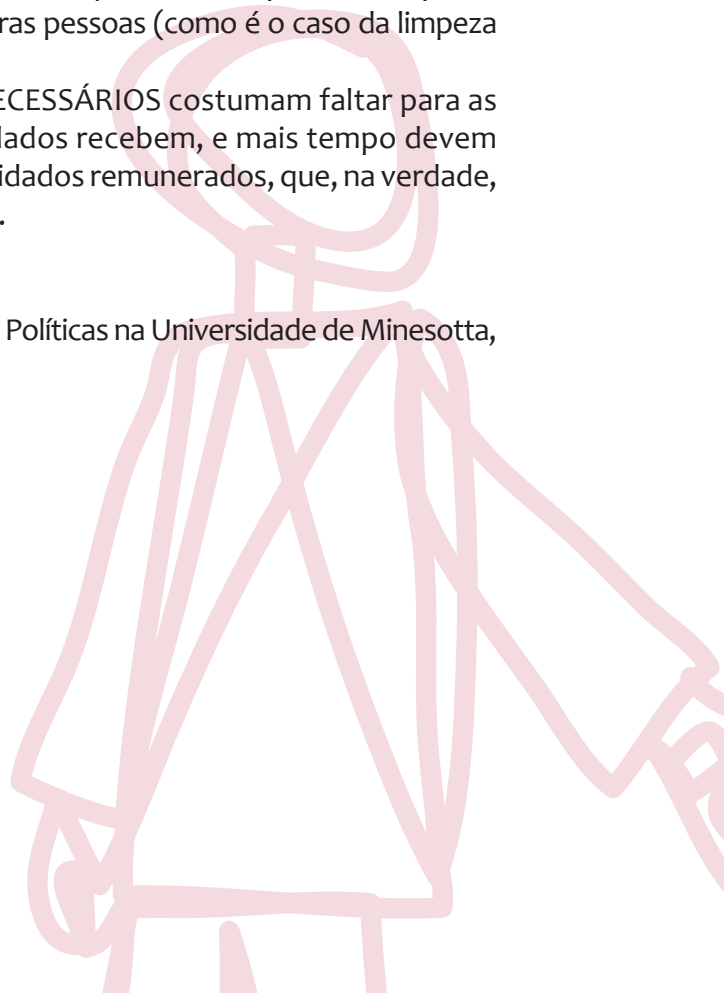 ras pessoas (como é o caso da limpeza
ECESSÁRIOS costumam faltar para as
lados recebem, e mais tempo devem
idados remunerados, que, na verdade,
.
Políticas na Universidade de Minesotta,